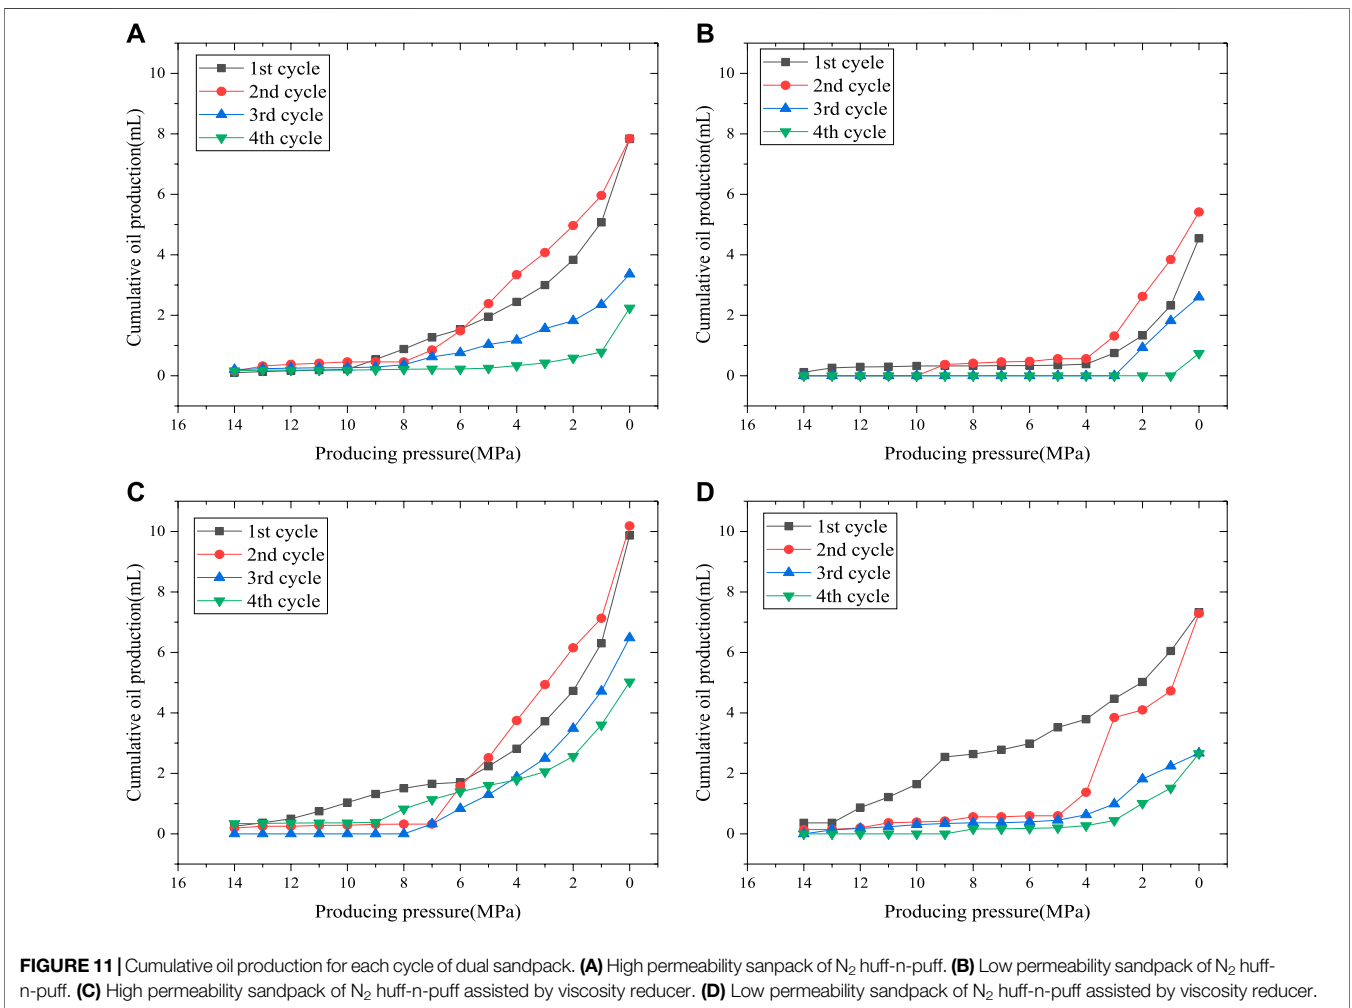 A
1st cycle
2nd cycle
3rd cycle
4th cycle
10
8
6
4
2
0
16 14 12 10 8 6 4 2 0
Cumulative oil production(mL)
Producing pressure(MPa)
B
1st cyele
2nd cycle
3rd cycle
4th cycle
10
8
6
4
2
0
16 14 12 10 8 6 4 2 0
Cumulative oil production(mL)
Producing pressure(MPa)
C
1st cycle
2nd cycle
3rd cycle
4th cycle
10
8
6
4
2
0
16 14 12 10 8 6 4 2 0
Cumulative oil production(mL)
Producing pressure(MPa)
D
1st cycle
2nd cycle
3rd cycle
4th cycle
10
8
6
4
2
0
16 14 12 10 8 6 4 2 0
Cumulative oil production(mL)
Producing pressure(MPa)
FIGURE 11 | Cumulative oil production for each cycle of dual sandpack. (A) High permeability sanpack of N2 huff-n-puff. (B) Low permeability sandpack of N2 huff-
n-puff. (C) High permeability sandpack of N2 huff-n-puff assisted by viscosity reducer. (D) Low permeability sandpack of N2 huff-n-puff assisted by viscosity reducer.